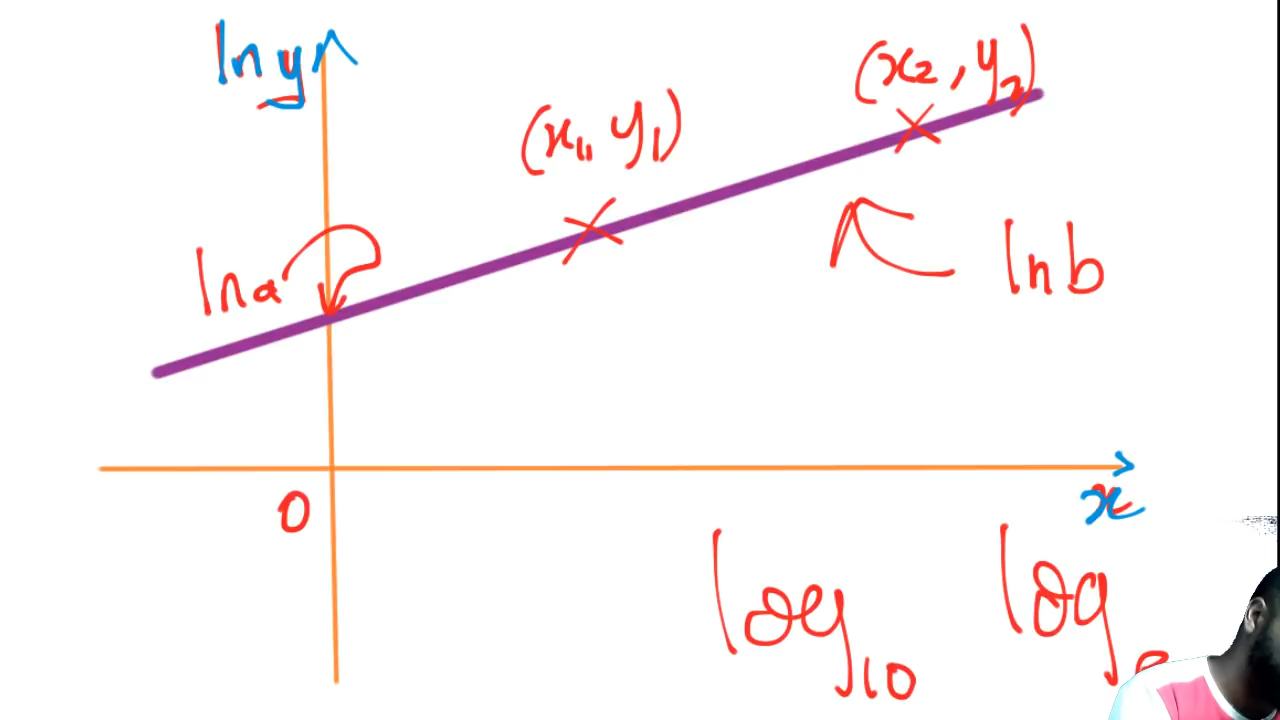 ln y
(x₁, y₁)
(x₂, y₂)
ln a
ln b
0
x
log₁₀
log